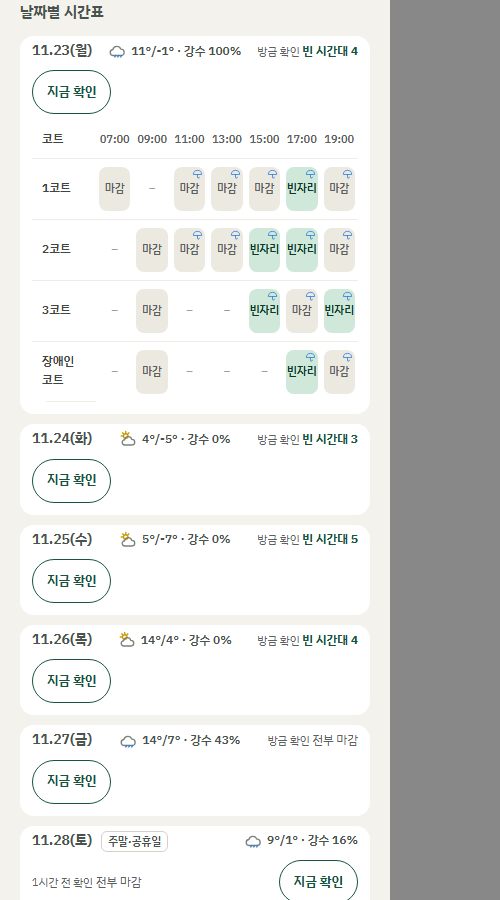 날짜별 시간표
11.23(월) 11°/-1° · 강수 100% 방금 확인 빈 시간대 4
지금 확인
코트 07:00 09:00 11:00 13:00 15:00 17:00 19:00
1코트 마감 – 마감 마감 마감 빈자리 마감
2코트 – 마감 마감 마감 빈자리 빈자리 마감
3코트 – 마감 – – 빈자리 마감 빈자리
장애인
코트 – 마감 – – – 빈자리 마감
11.24(화) 4°/-5° · 강수 0% 방금 확인 빈 시간대 3
지금 확인
11.25(수) 5°/-7° · 강수 0% 방금 확인 빈 시간대 5
지금 확인
11.26(목) 14°/4° · 강수 0% 방금 확인 빈 시간대 4
지금 확인
11.27(금) 14°/7° · 강수 43% 방금 확인 전부 마감
지금 확인
11.28(토) 주말·공휴일 9°/1° · 강수 16%
1시간 전 확인 전부 마감 지금 확인